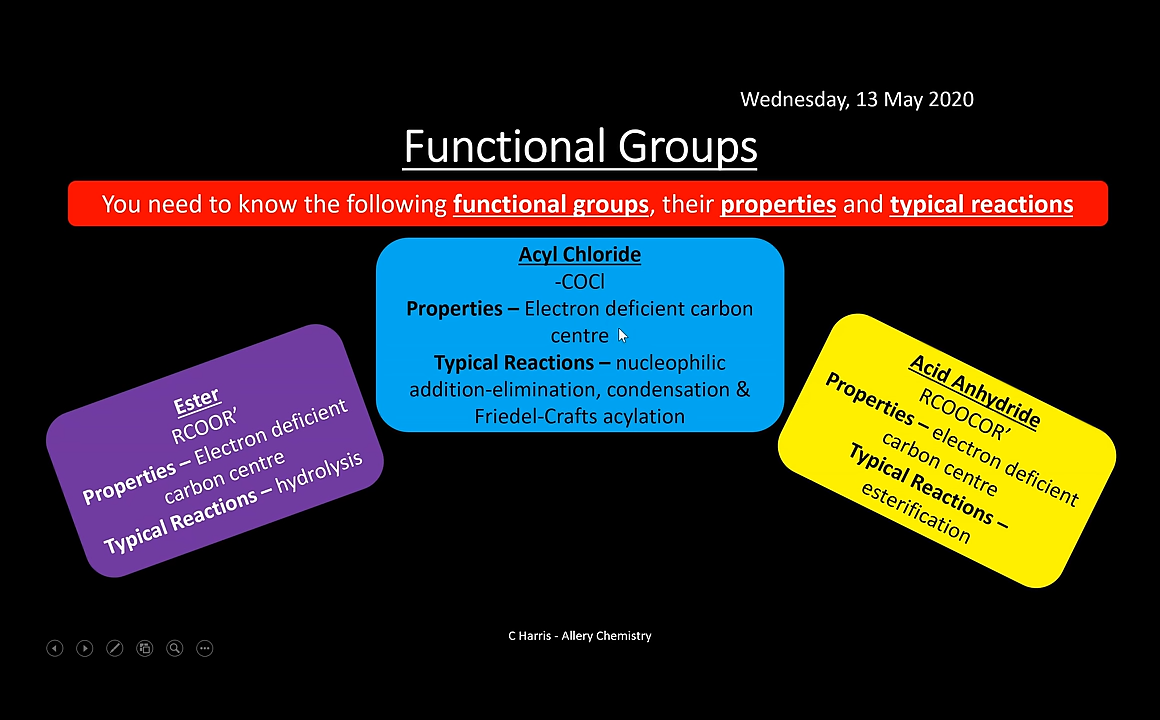 Wednesday, 13 May 2020
Functional Groups
You need to know the following functional groups, their properties and typical reactions
Acyl Chloride
-COCl
Properties – Electron deficient carbon
centre
Typical Reactions – nucleophilic
addition-elimination, condensation &
Friedel-Crafts acylation
Ester
RCOOR’
Properties – Electron deficient
carbon centre
Typical Reactions – hydrolysis
Acid Anhydride
RCOOCOR’
Properties – electron deficient
carbon centre
Typical Reactions –
esterification
C Harris - Allery Chemistry